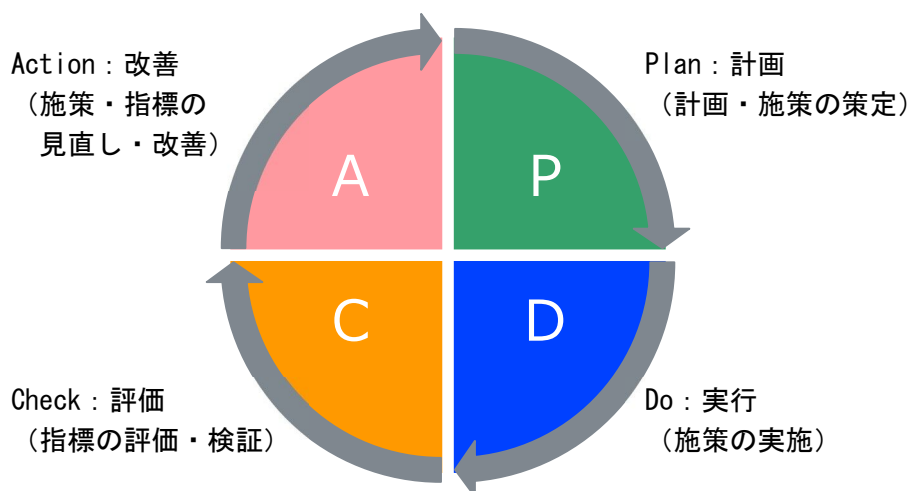 Action：改善
（施策・指標の
見直し・改善）
A
Plan：計画
（計画・施策の策定）
P
C
Check：評価
（指標の評価・検証）
D
Do：実行
（施策の実施）